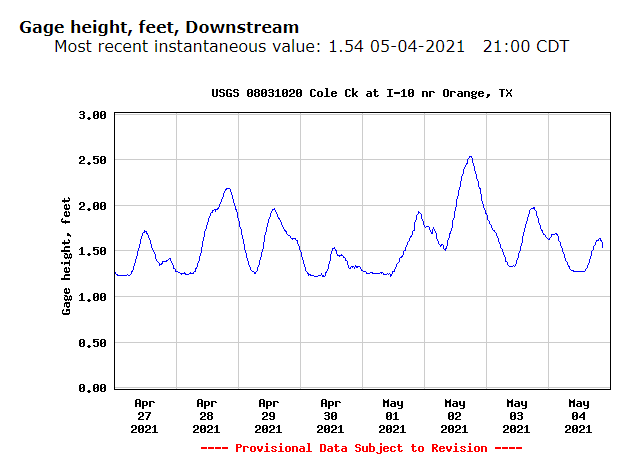 Gage height, feet, Downstream
Most recent instantaneous value: 1.54 05-04-2021 21:00 CDT
USGS 08031020 Cole Ck at I-10 nr Orange, TX
3.00
2.50
2.00
1.50
1.00
0.50
0.00
Gage height, feet
Apr Apr Apr Apr May May May May
27 28 29 30 01 02 03 04
2021 2021 2021 2021 2021 2021 2021 2021
---- Provisional Data Subject to Revision ----